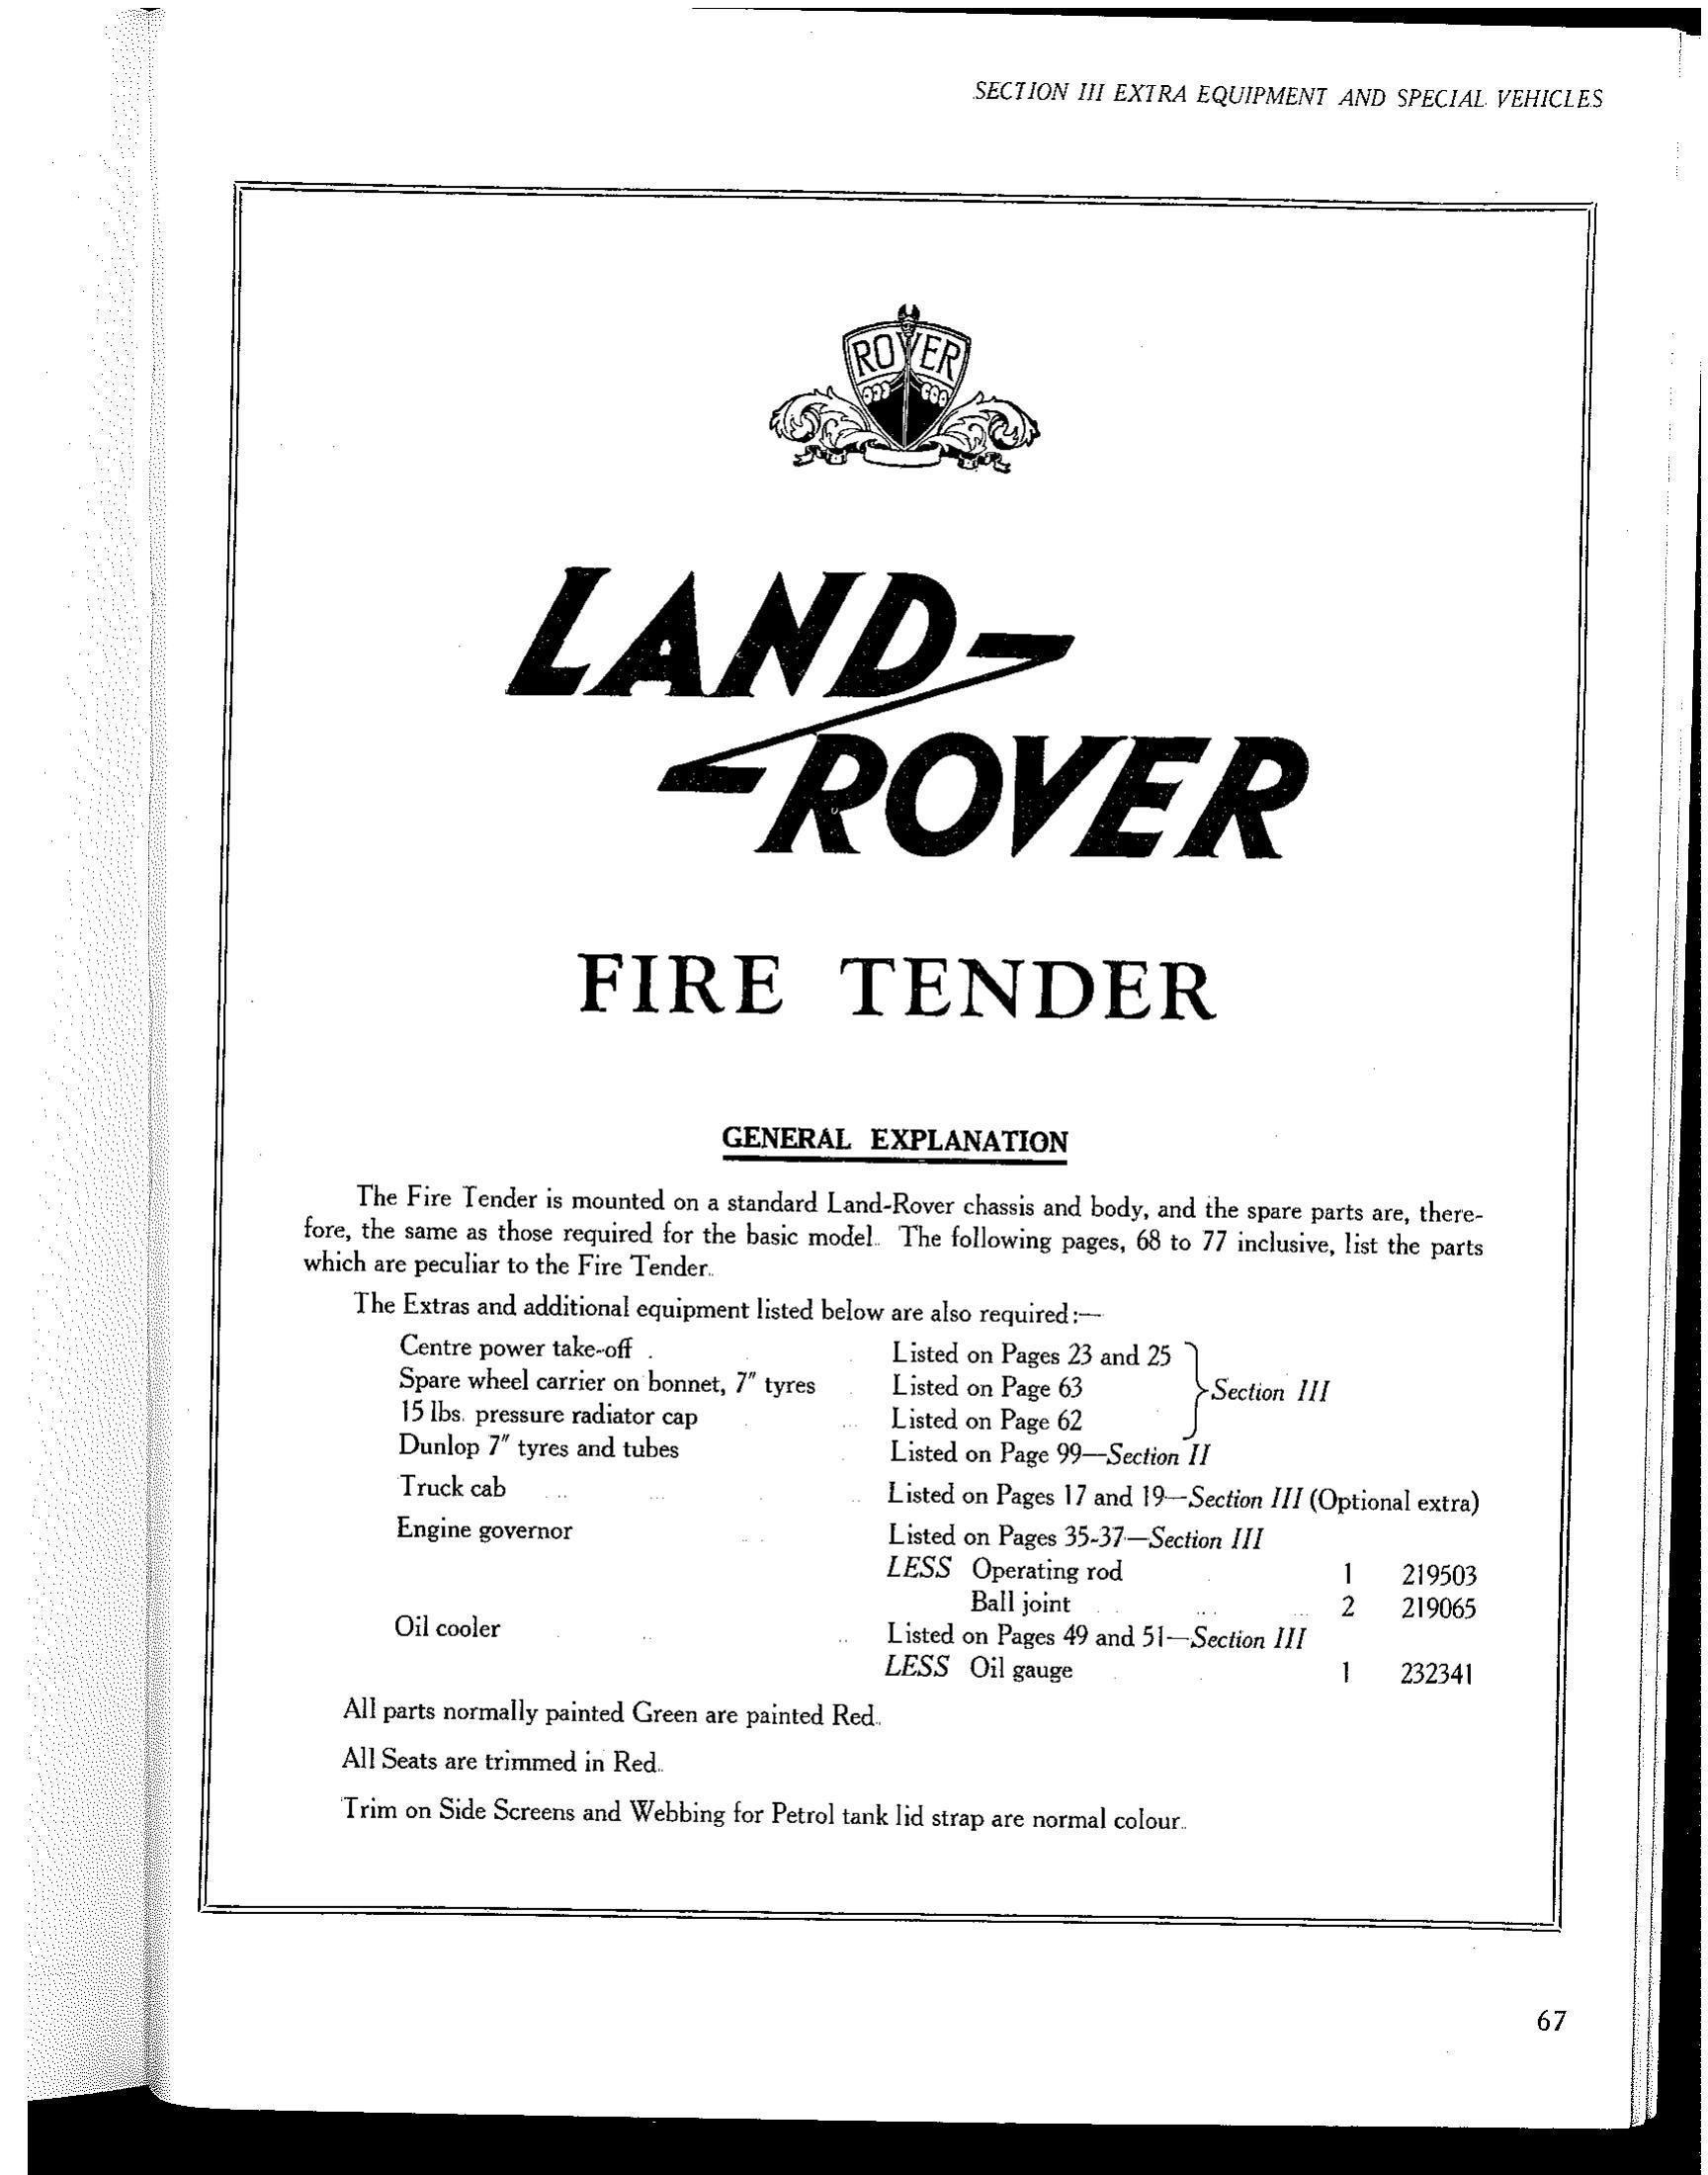 SECTION III EXTRA EQUIPMENT AND SPECIAL VEHICLES
ROVER
LAND-
ROVER
FIRE TENDER
GENERAL EXPLANATION
The Fire Tender is mounted on a standard Land-Rover chassis and body, and the spare parts are, there-
fore, the same as those required for the basic model. The following pages, 68 to 77 inclusive, list the parts
which are peculiar to the Fire Tender.
The Extras and additional equipment listed below are also required:—
Centre power take-off . Listed on Pages 23 and 25
Spare wheel carrier on bonnet, 7" tyres Listed on Page 63 Section III
15 lbs. pressure radiator cap Listed on Page 62
Dunlop 7" tyres and tubes Listed on Page 99—Section II
Truck cab Listed on Pages 17 and 19—Section III (Optional extra)
Engine governor Listed on Pages 35-37—Section III
LESS Operating rod 1 219503
Ball joint 2 219065
Oil cooler Listed on Pages 49 and 51—Section III
LESS Oil gauge 1 232341
All parts normally painted Green are painted Red.
All Seats are trimmed in Red.
Trim on Side Screens and Webbing for Petrol tank lid strap are normal colour.
67